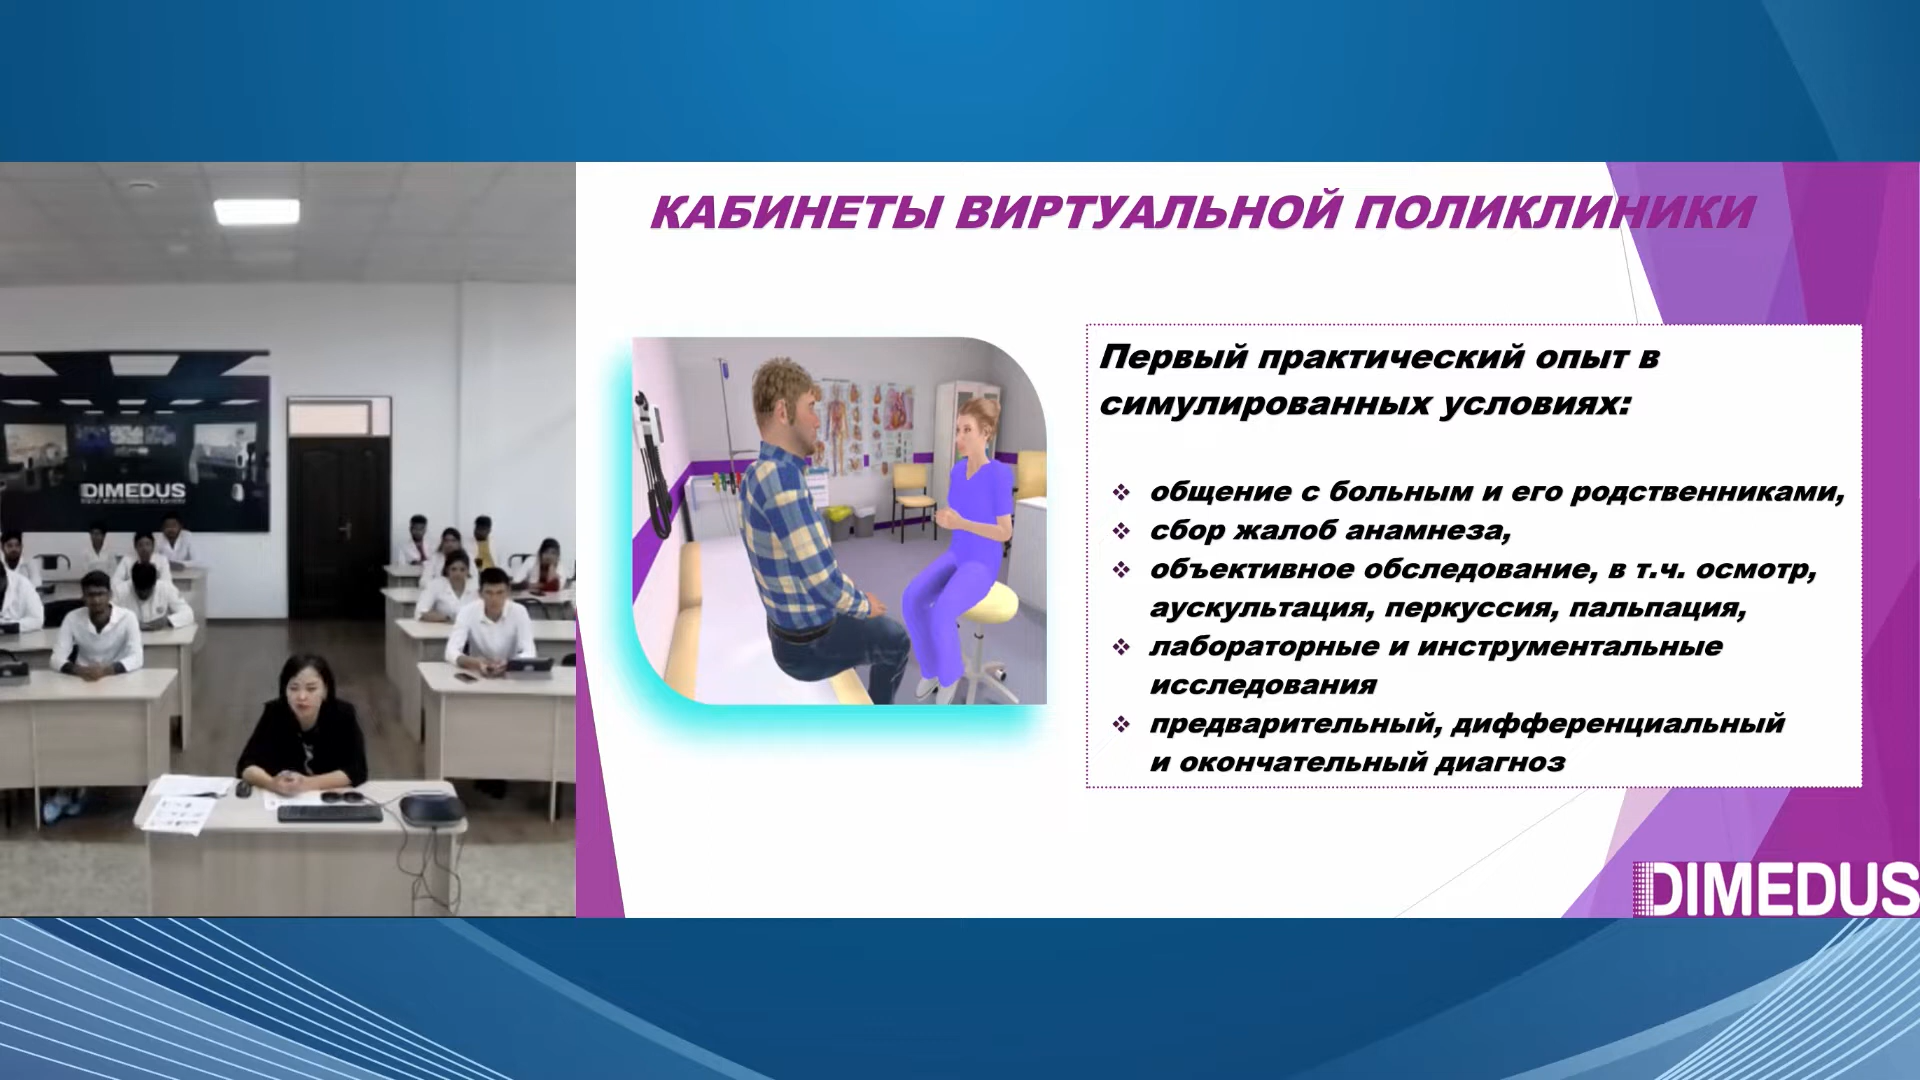 КАБИНЕТЫ ВИРТУАЛЬНОЙ ПОЛИКЛИНИКИ
Первый практический опыт в
симулированных условиях:
❖ общение с больным и его родственниками,
❖ сбор жалоб анамнеза,
❖ объективное обследование, в т.ч. осмотр,
аускультация, перкуссия, пальпация,
❖ лабораторные и инструментальные
исследования
❖ предварительный, дифференциальный
и окончательный диагноз
DIMEDUS
DIMEDUS